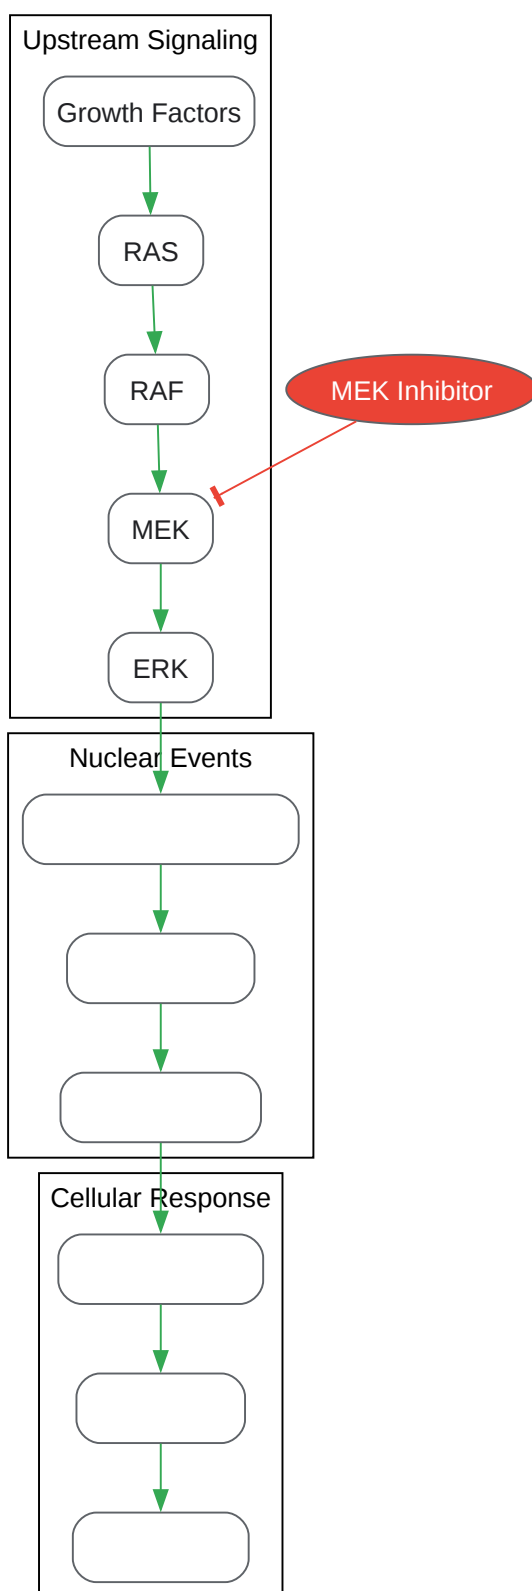 Upstream Signaling
Growth Factors
RAS
RAF
MEK Inhibitor
MEK
ERK
Nuclear Events
Cellular Response